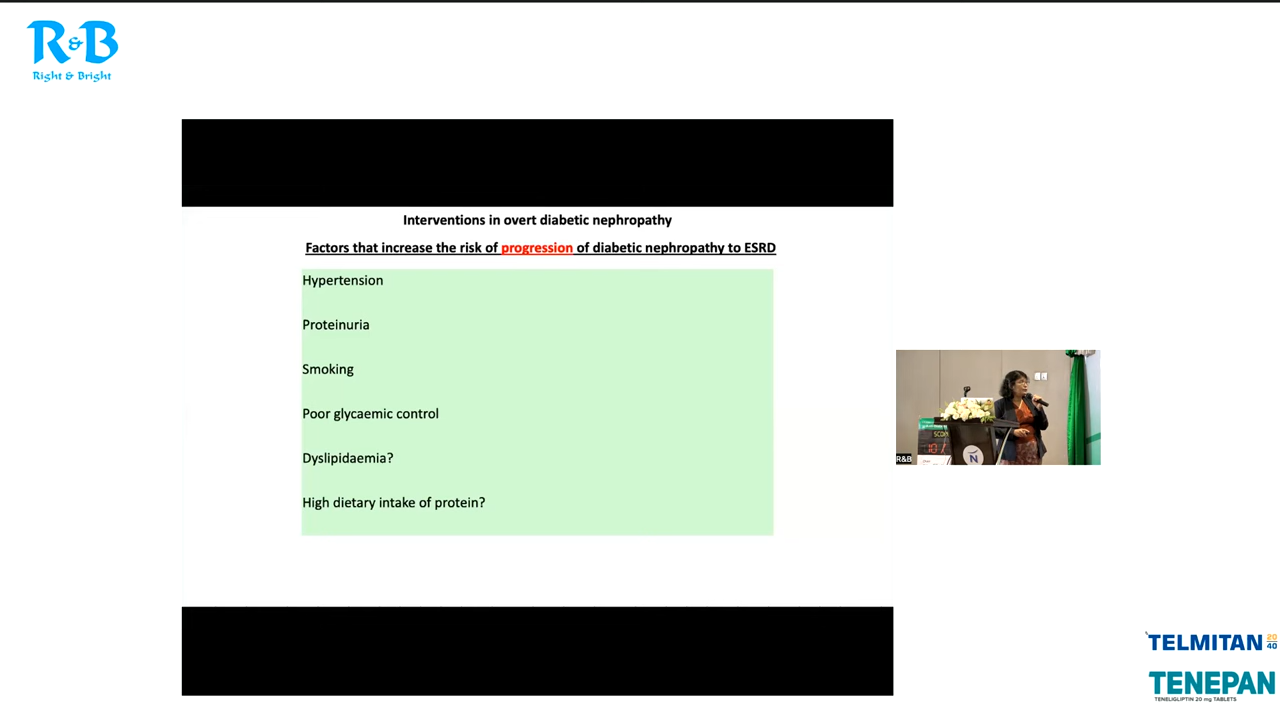 R&B
Right & Bright
Interventions in overt diabetic nephropathy
Factors that increase the risk of progression of diabetic nephropathy to ESRD
Hypertension
Proteinuria
Smoking
Poor glycaemic control
Dyslipidaemia?
High dietary intake of protein?
R&B
N
TELMITAN 20 40
TENEPAN
TENELIGLIPTIN 20 mg TABLETS